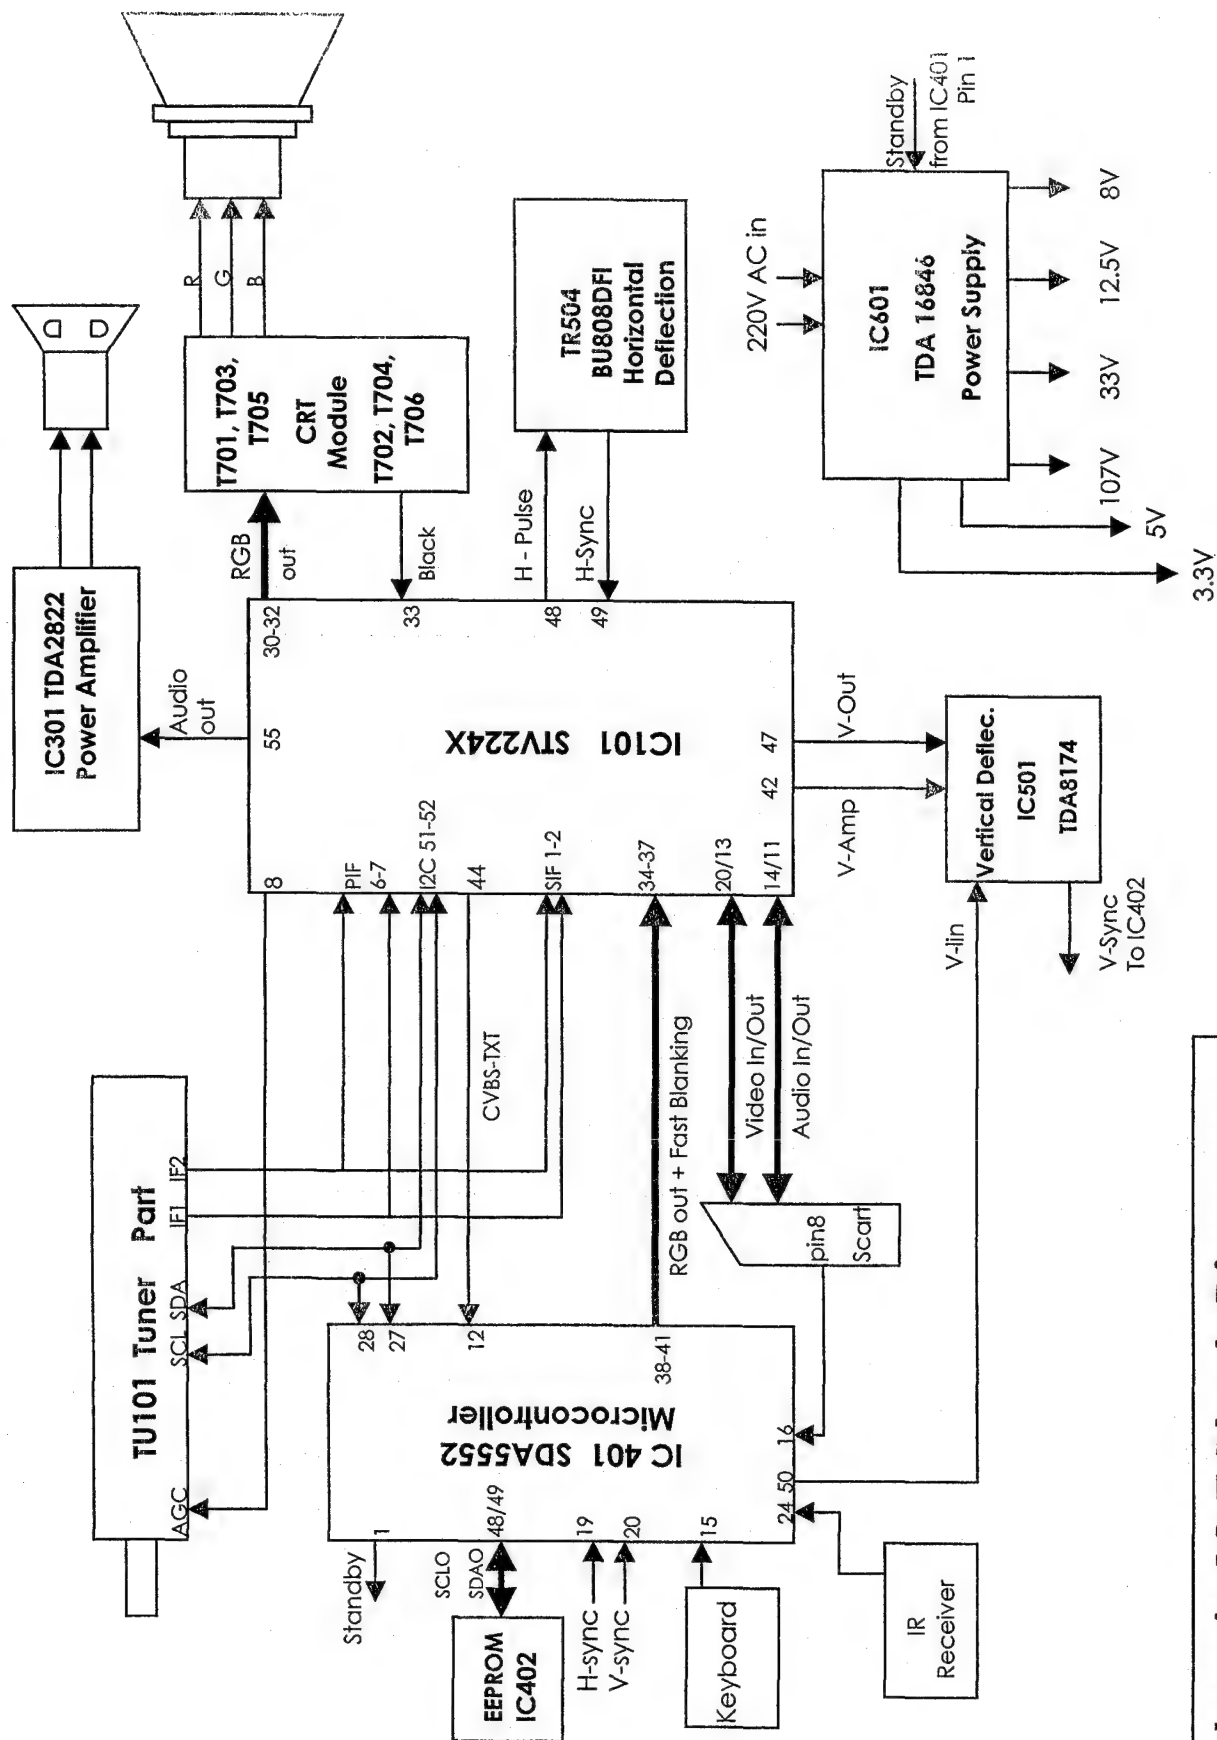 TU101 Tuner Part
AGC
SCL
SDA
IF1
IF2
IC301 TDA2822
Power Amplifier
Audio
out
R
G
B
T701, T703,
T705
CRT
Module
T702, T704,
T706
RGB
out
Black
TR504
BU808DFI
Horizontal
Deflection
H - Pulse
H-Sync
IC101 STV224X
8
PIF
6-7
I2C 51-52
44
SIF 1-2
34-37
20/13
14/11
55
30-32
33
48
49
42
47
CVBS-TXT
RGB out + Fast Blanking
Video In/Out
Audio In/Out
pin8
Scart
V-Amp
V-Out
V-lin
Vertical Deflec.
IC501
TDA8174
V-Sync
To IC402
IC 401 SDA5552
Microcontroller
1
48/49
19
20
15
28
27
12
38-41
24
50
16
Standby
SCLO
SDAO
EEPROM
IC402
H-sync
V-sync
Keyboard
IR
Receiver
220V AC in
IC601
TDA 16846
Power Supply
Standby
from IC401
Pin 1
3.3V
5V
107V
33V
12.5V
8V